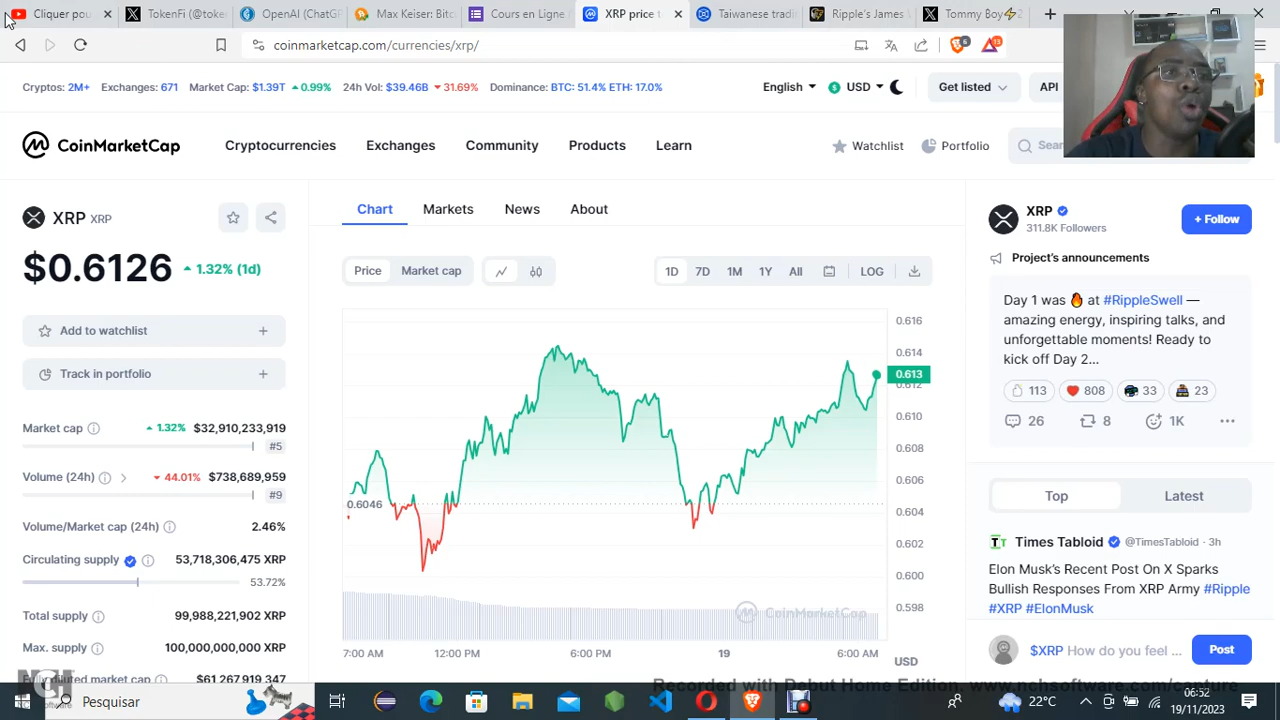 Cliquer pou
TokenFi (@toke
OpenAI (ChatG
Max Keiser: Bitc
Cours en Ligne
XRP price t
Taiwanese tradi
Ripple's James
Tommy Boy
coinmarketcap.com/currencies/xrp/
6
13
Cryptos: 2M+ Exchanges: 671 Market Cap: $1.39T 0.99% 24h Vol: $39.46B 31.69% Dominance: BTC: 51.4% ETH: 17.0%
English
USD
Get listed
API
CoinMarketCap
Cryptocurrencies
Exchanges
Community
Products
Learn
Watchlist
Portfolio
Sear
XRP XRP
$0.6126 1.32% (1d)
Add to watchlist
Track in portfolio
Market cap 1.32% $32,910,233,919
#5
Volume (24h) 44.01% $738,689,959
#9
Volume/Market cap (24h) 2.46%
Circulating supply 53,718,306,475 XRP
53.72%
Total supply 99,988,221,902 XRP
Max. supply 100,000,000,000 XRP
Fully diluted market cap $61,267,919,347
Chart
Markets
News
About
Price
Market cap
1D 7D 1M 1Y All LOG
0.616
0.614
0.613
0.612
0.610
0.608
0.606
0.604
0.602
0.600
0.598
0.6046
CoinMarketCap
7:00 AM 12:00 PM 6:00 PM 19 6:00 AM
USD
XRP
311.8K Followers
+ Follow
Project's announcements
Day 1 was 🔥 at #RippleSwell —
amazing energy, inspiring talks, and
unforgettable moments! Ready to
kick off Day 2...
113 808 33 23
26 8 1K
Top
Latest
Times Tabloid @TimesTabloid · 3h
Elon Musk's Recent Post On X Sparks
Bullish Responses From XRP Army #Ripple
#XRP #ElonMusk
$XRP How do you feel ...
Post
NCH
Recorded with Debut Home Edition. www.nchsoftware.com/capture
Pesquisar
22°C
06:52
19/11/2023